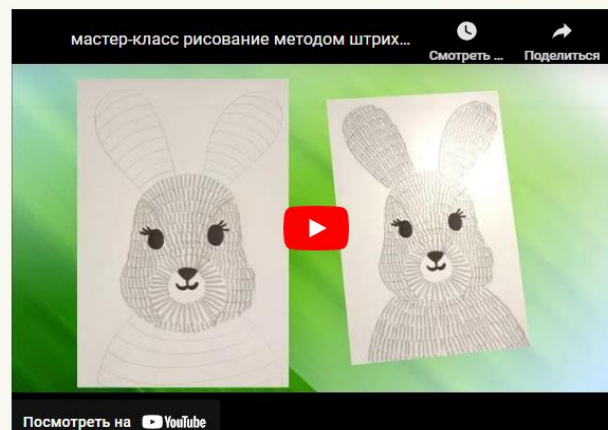 мастер-класс рисование методом штрих...
Смотреть ...
Поделиться
Посмотреть на YouTube